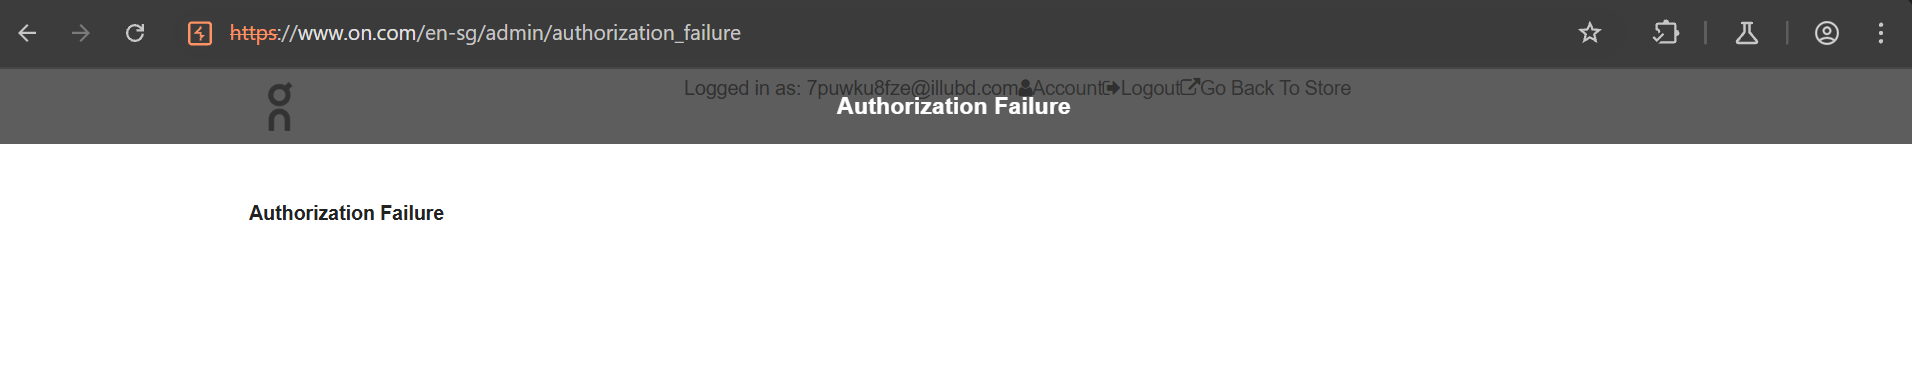 https://www.on.com/en-sg/admin/authorization_failure
on
Logged in as: 7puwku8fze@illubd.com Account Logout Go Back To Store
Authorization Failure
Authorization Failure